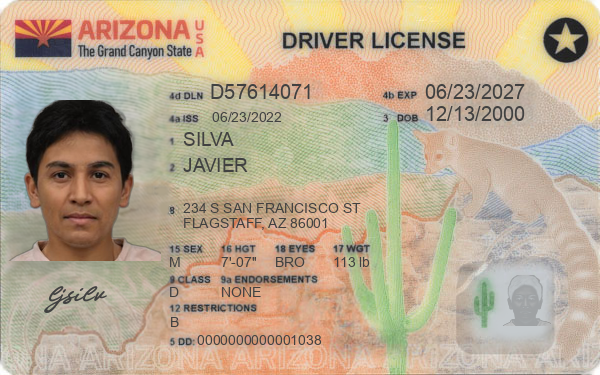 ARIZONA USA
The Grand Canyon State
DRIVER LICENSE
4d DLN D57614071 4b EXP 06/23/2027
4a ISS 06/23/2022 3 DOB 12/13/2000
1 SILVA
2 JAVIER
8 234 S SAN FRANCISCO ST
FLAGSTAFF, AZ 86001
15 SEX 16 HGT 18 EYES 17 WGT
M 7'-07" BRO 113 lb
9 CLASS 9a ENDORSEMENTS
D NONE
12 RESTRICTIONS
B
5 DD: 0000000000001038
ARIZONA ARIZONA ARIZONA ARIZONA